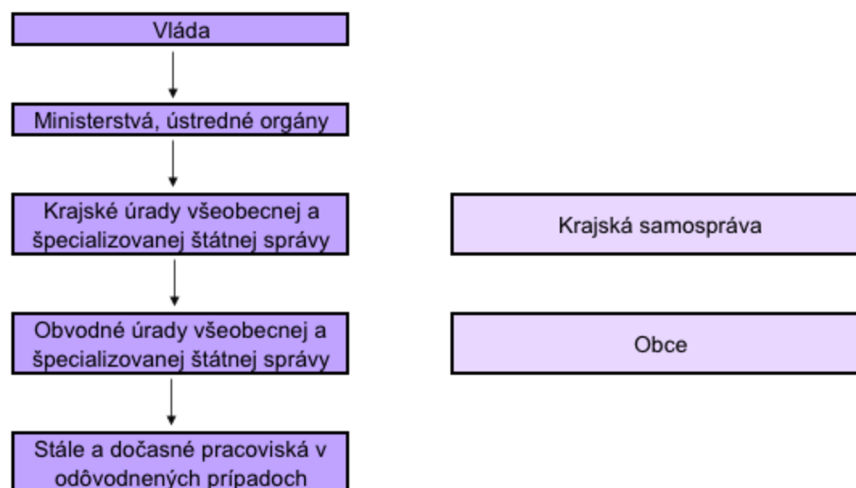 Vláda
Ministerstvá, ústredné orgány
Krajské úrady všeobecnej a
špecializovanej štátnej správy
Krajská samospráva
Obvodné úrady všeobecnej a
špecializovanej štátnej správy
Obce
Stále a dočasné pracoviská v
odôvodnených prípadoch